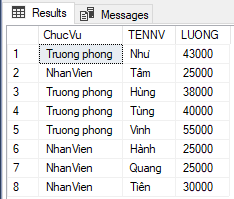 Results Messages
ChucVu TENNV LUONG
1 Truong phong Như 43000
2 NhanVien Tâm 25000
3 Truong phong Hùng 38000
4 Truong phong Tùng 40000
5 Truong phong Vinh 55000
6 NhanVien Hành 25000
7 NhanVien Quang 25000
8 NhanVien Tiên 30000